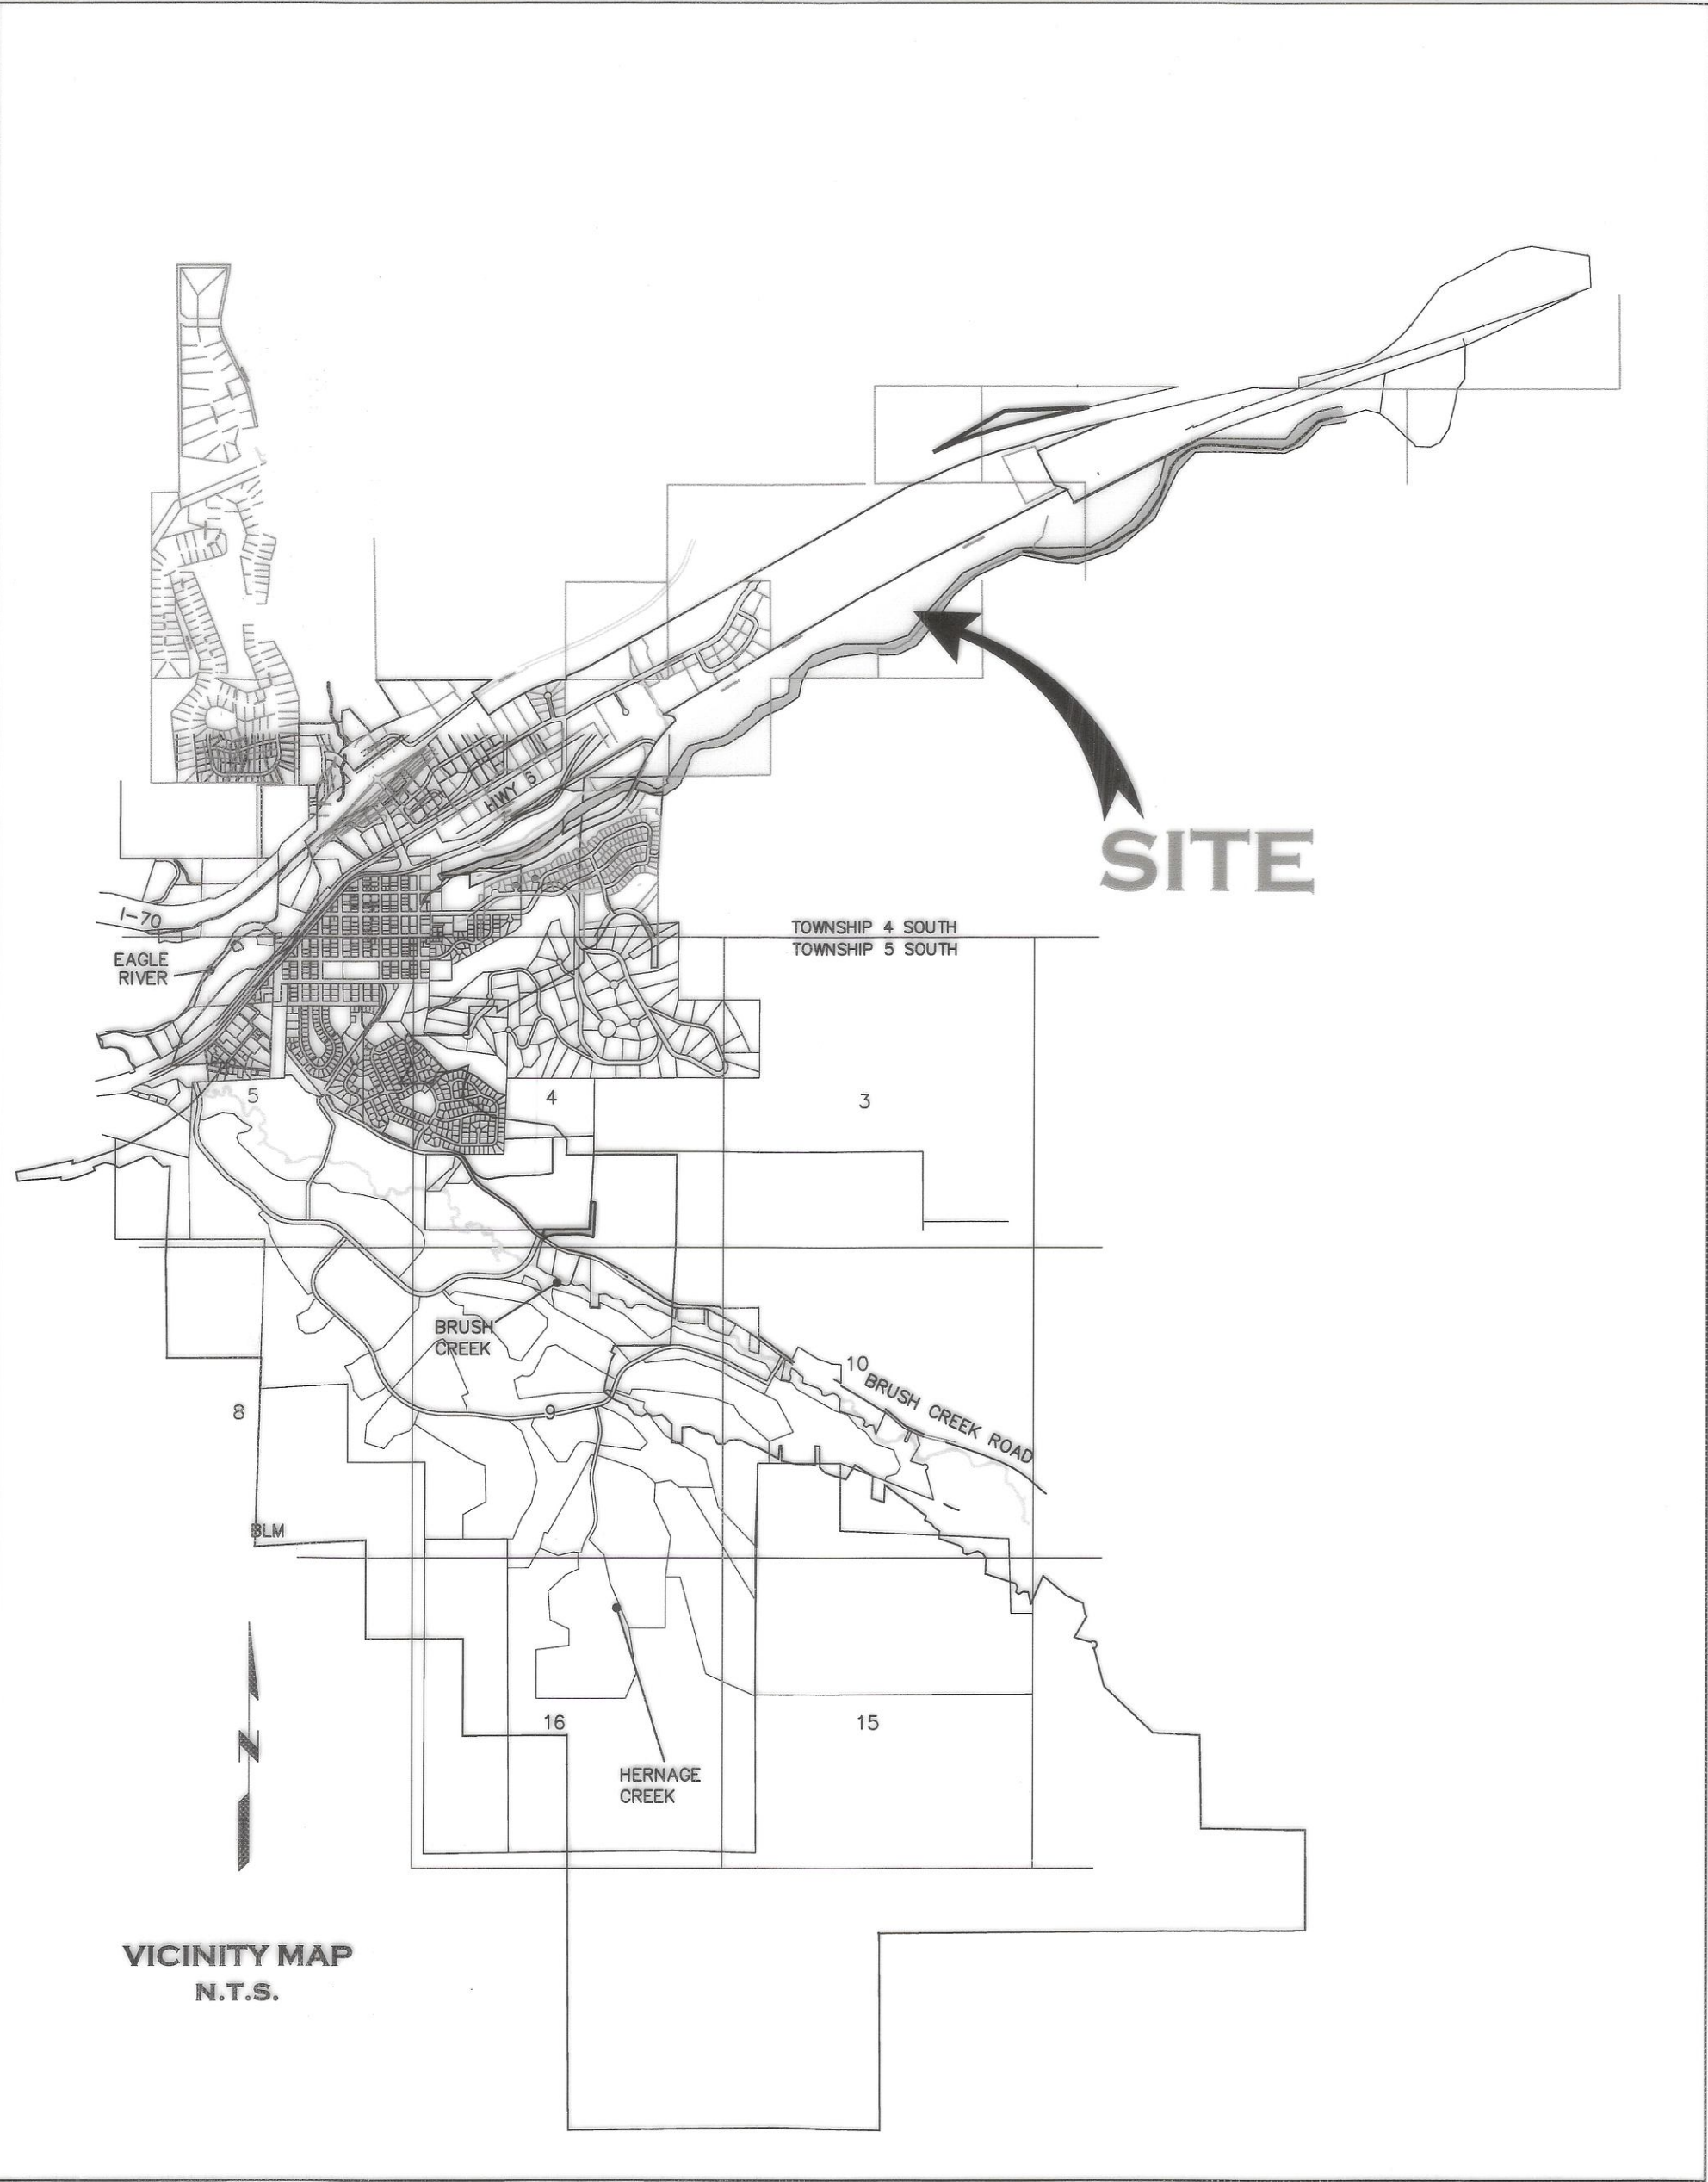 HWY 6
SITE
I-70
TOWNSHIP 4 SOUTH
TOWNSHIP 5 SOUTH
EAGLE
RIVER
5
4
3
BRUSH
CREEK
10
BRUSH CREEK ROAD
8
9
BLM
N
16
15
HERNAGE
CREEK
VICINITY MAP
N.T.S.